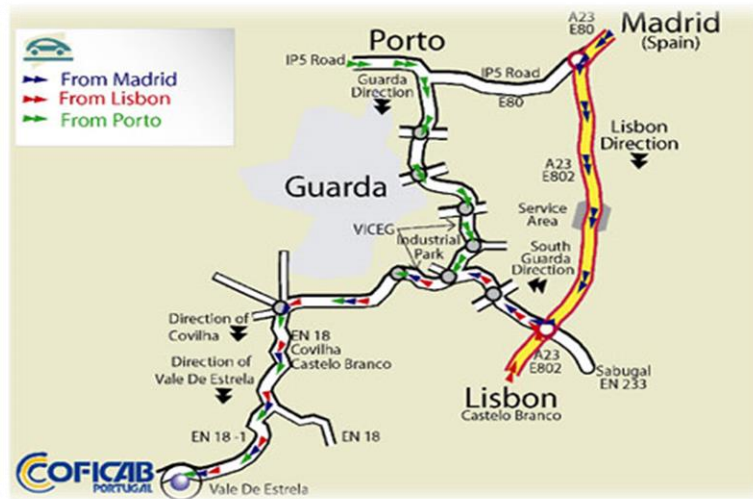 A23
E80
Madrid
(Spain)
Porto
IP5 Road
IP5 Road
E80
Guarda
Direction
From Madrid
From Lisbon
From Porto
Lisbon
Direction
A23
E802
Guarda
Service
Area
VICEG
Industrial
Park
South
Guarda
Direction
Direction of
Covilha
EN 18
Covilha
Castelo Branco
Direction of
Vale De Estrela
A23
E802
Sabugal
EN 233
Lisbon
Castelo Branco
EN 18 -1
EN 18
COFICAB
PORTUGAL
Vale De Estrela